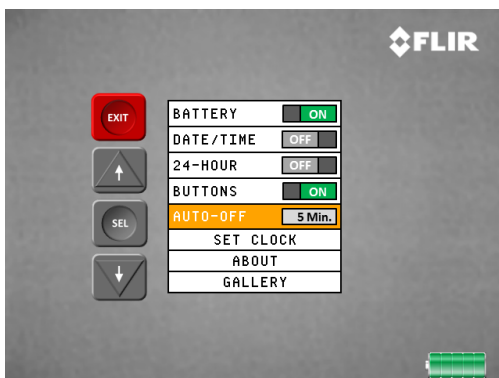 FLIR
EXIT
BATTERY ON
DATE/TIME OFF
24-HOUR OFF
BUTTONS ON
SEL
AUTO-OFF 5 Min.
SET CLOCK
ABOUT
GALLERY